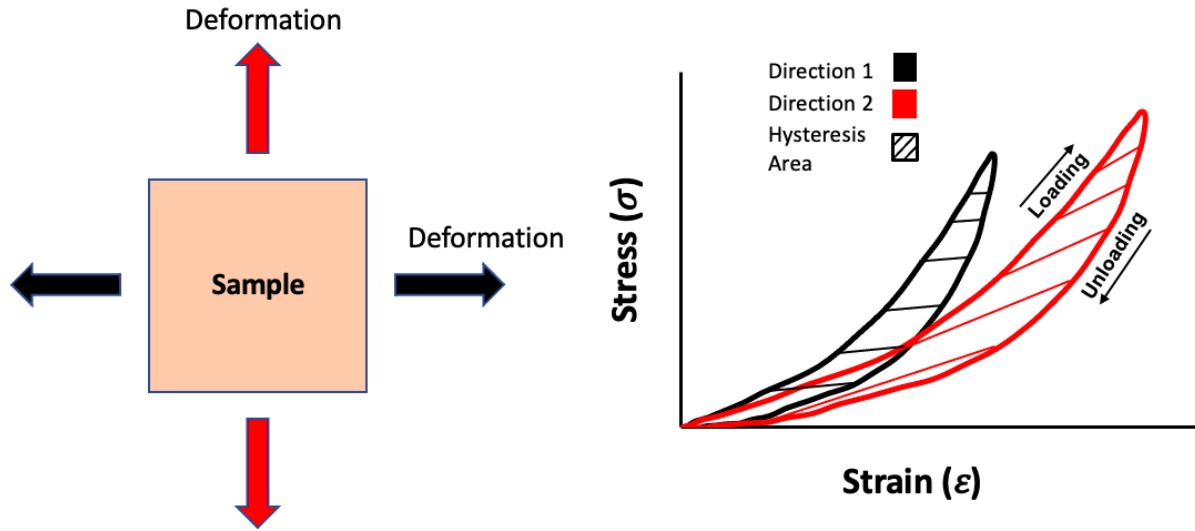 Deformation
Deformation
Sample
Direction 1
Direction 2
Hysteresis
Area
Loading
Unloading
Stress (σ)
Strain (ε)